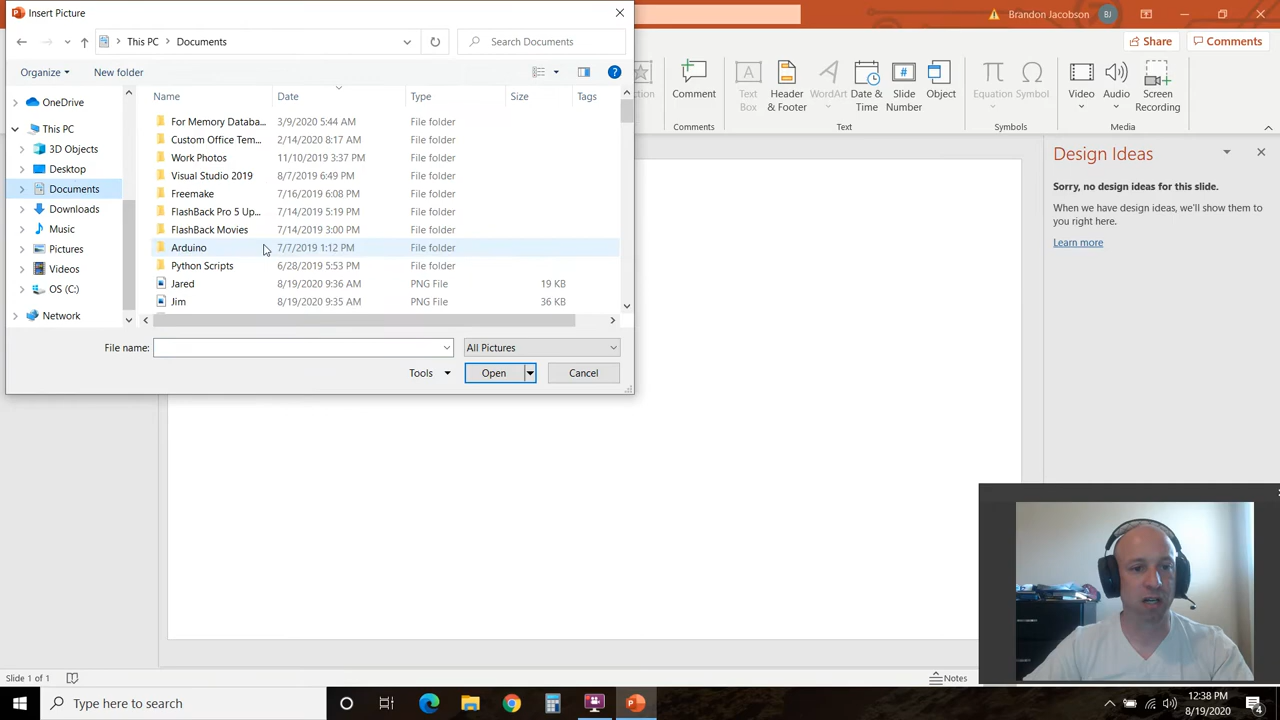 Insert Picture
Brandon Jacobson BJ
This PC Documents Search Documents
Share Comments
Organize New folder
Comment Text Box Header & Footer WordArt Date & Time Slide Number Object Equation Symbol Video Audio Screen Recording
Comments Text Symbols Media
Name Date Type Size Tags
OneDrive
This PC
3D Objects
Desktop
Documents
Downloads
Music
Pictures
Videos
OS (C:)
Network
For Memory Databa... 3/9/2020 5:44 AM File folder
Custom Office Tem... 2/14/2020 8:17 AM File folder
Work Photos 11/10/2019 3:37 PM File folder
Visual Studio 2019 8/7/2019 6:49 PM File folder
Freemake 7/16/2019 6:08 PM File folder
FlashBack Pro 5 Up... 7/14/2019 5:19 PM File folder
FlashBack Movies 7/14/2019 3:00 PM File folder
Arduino 7/7/2019 1:12 PM File folder
Python Scripts 6/28/2019 5:53 PM File folder
Jared 8/19/2020 9:36 AM PNG File 19 KB
Jim 8/19/2020 9:35 AM PNG File 36 KB
File name: All Pictures
Tools Open Cancel
Design Ideas
Sorry, no design ideas for this slide.
When we have design ideas, we'll show them to
you right here.
Learn more
Slide 1 of 1 Notes
Type here to search
12:38 PM
8/19/2020
4